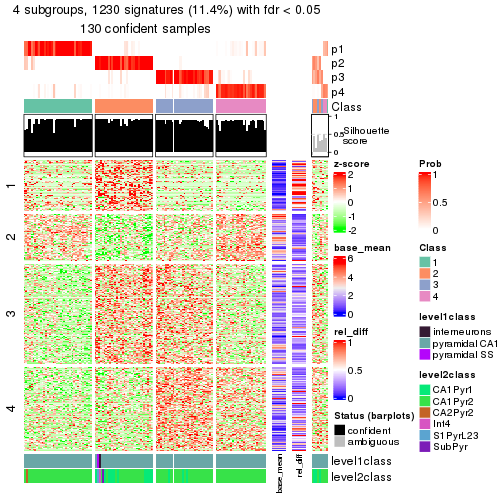 4 subgroups, 1230 signatures (11.4%) with fdr < 0.05
130 confident samples
p1
p2
p3
p4
Class
1
0.5
0
Silhouette
score
1
2
3
4
level1class
level2class
base_mean
rel_diff
level1class
level2class
z-score
2
1
0
-1
-2
base_mean
6
4
2
0
rel_diff
1
0.5
0
Status (barplots)
confident
ambiguous
Prob
1
0.5
0
Class
1
2
3
4
level1class
interneurons
pyramidal CA1
pyramidal SS
level2class
CA1Pyr1
CA1Pyr2
CA2Pyr2
Int4
S1PyrL23
SubPyr